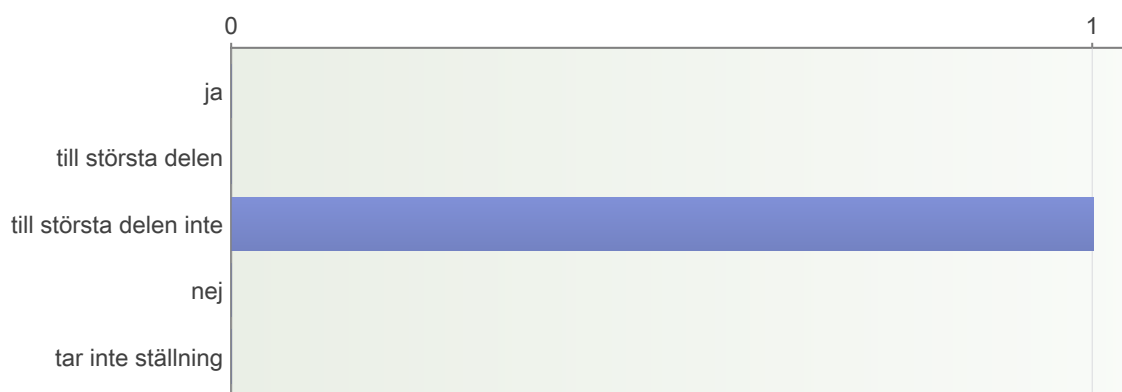 0 1
ja
till största delen
till största delen inte
nej
tar inte ställning